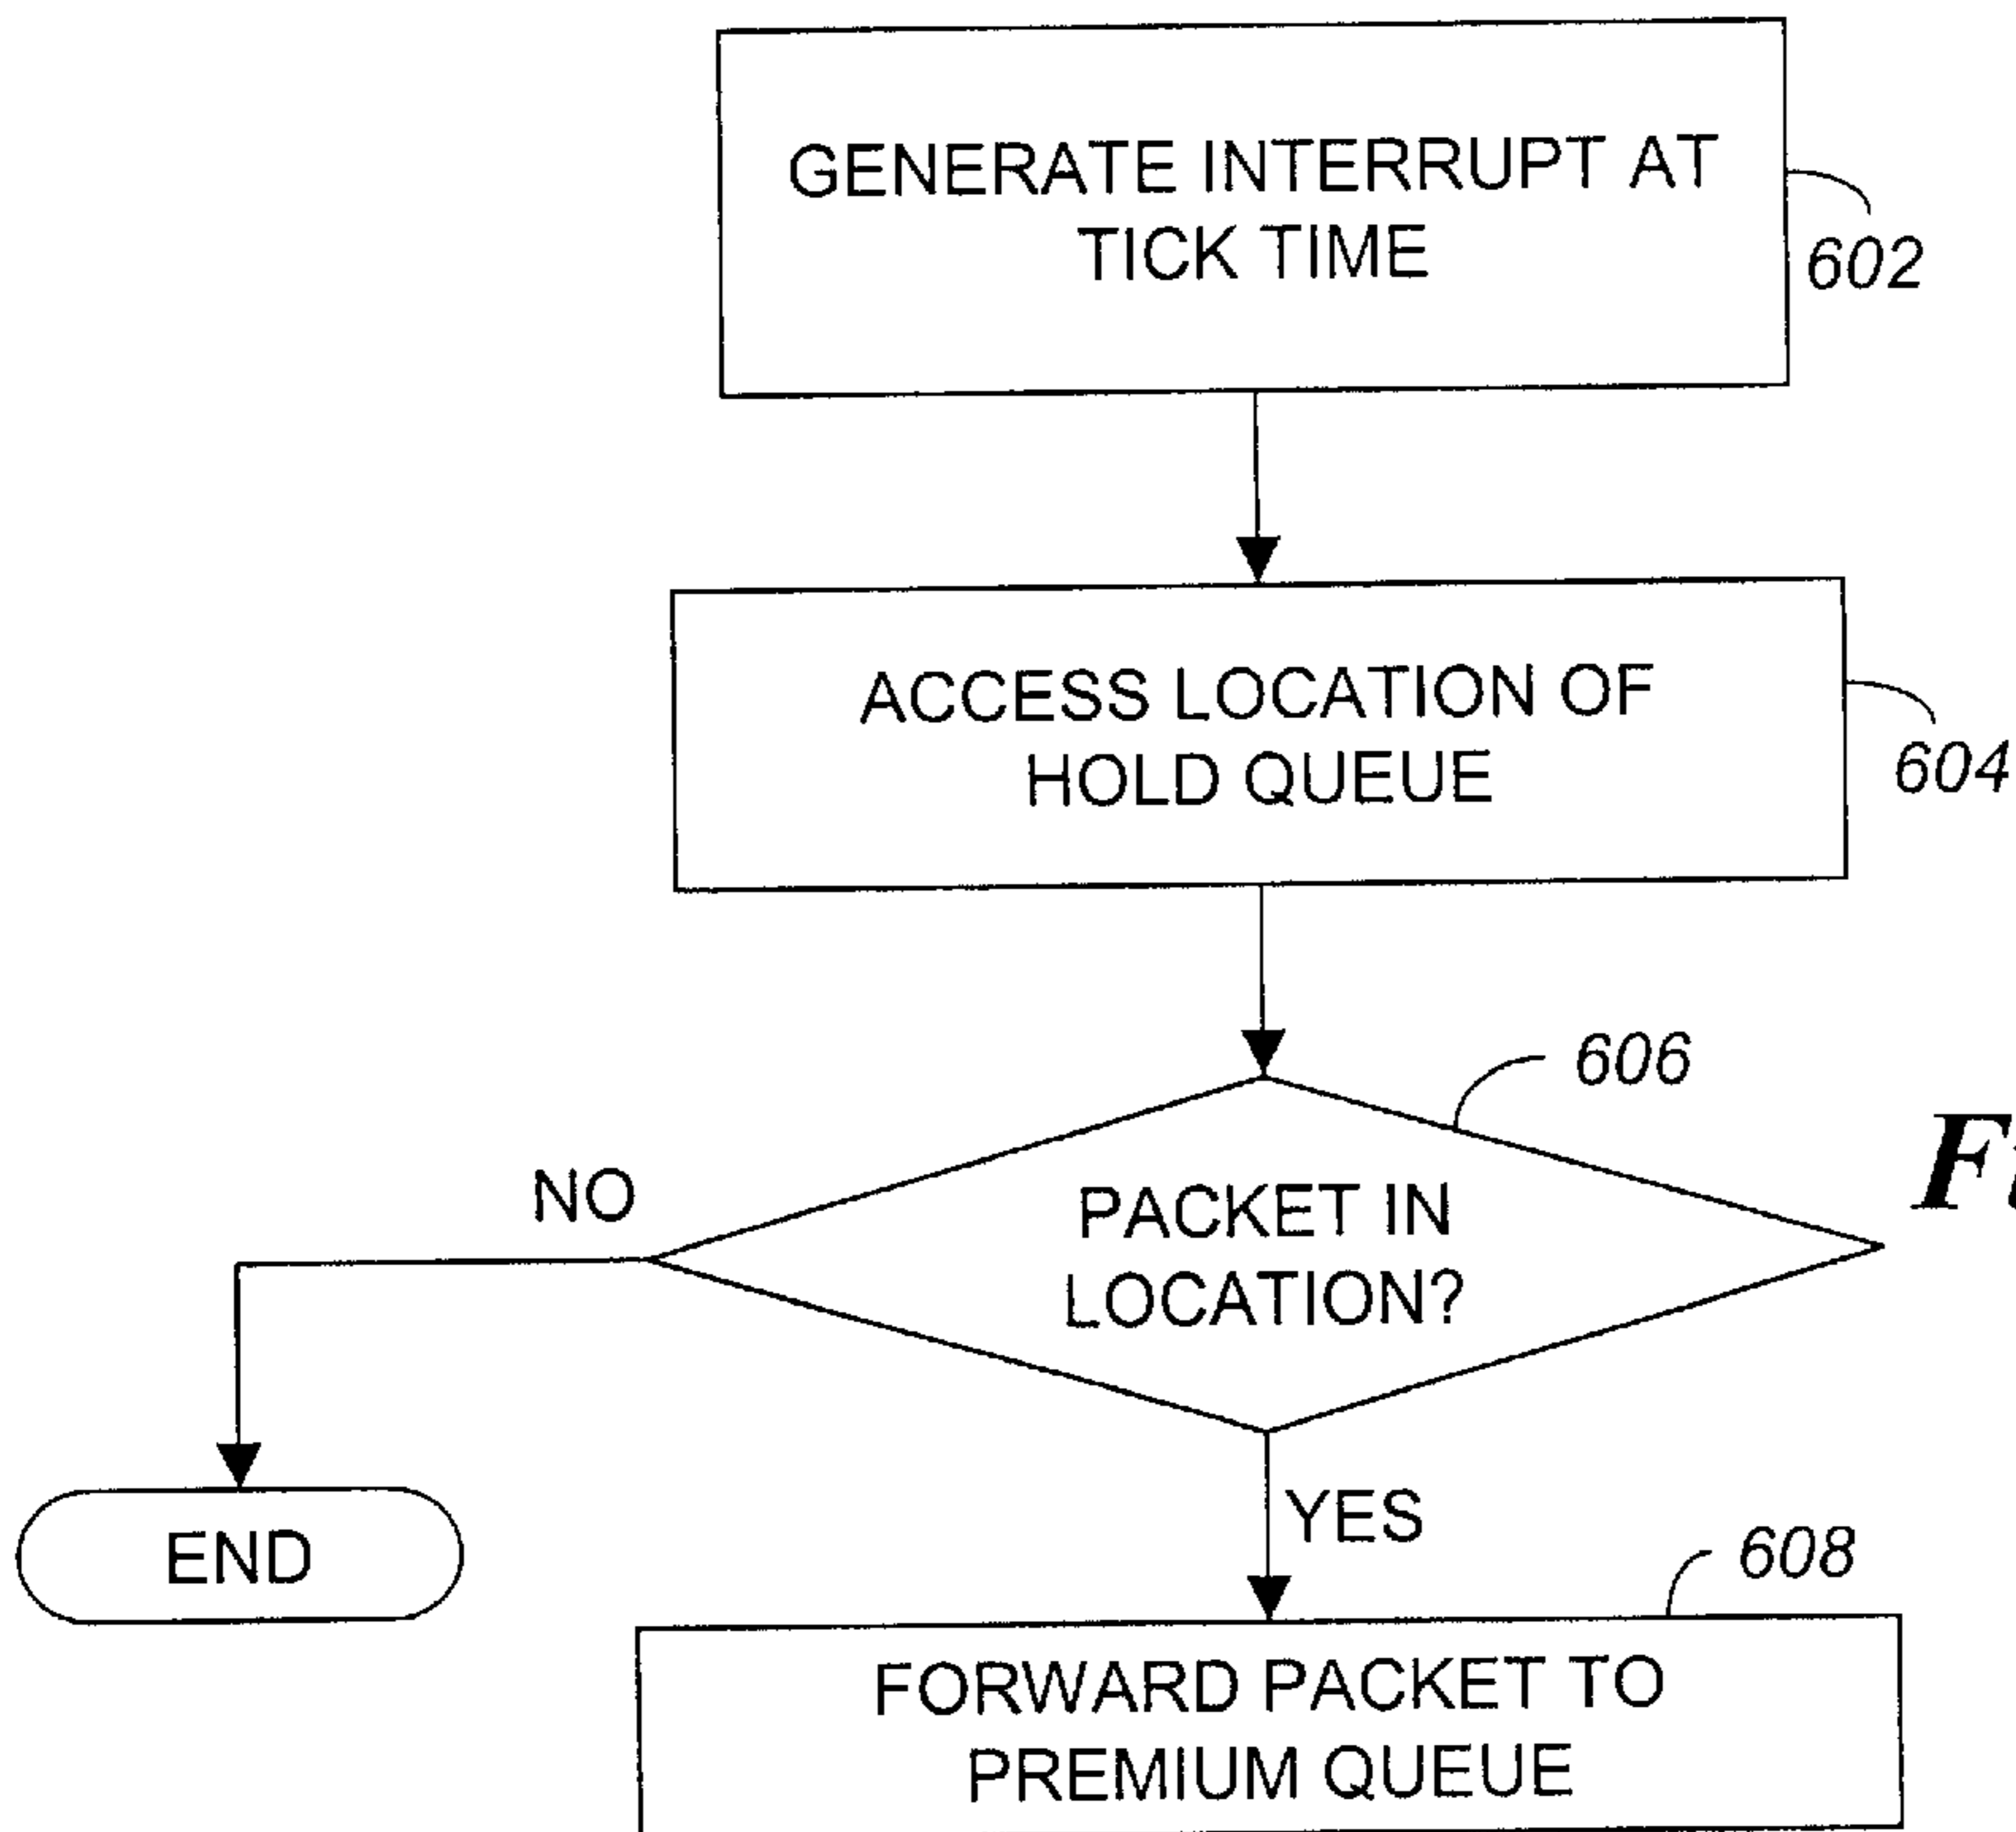 GENERATE INTERRUPT AT
TICK TIME
602
ACCESS LOCATION OF
HOLD QUEUE
604
606
PACKET IN
LOCATION?
NO
YES
END
608
FORWARD PACKET TO
PREMIUM QUEUE